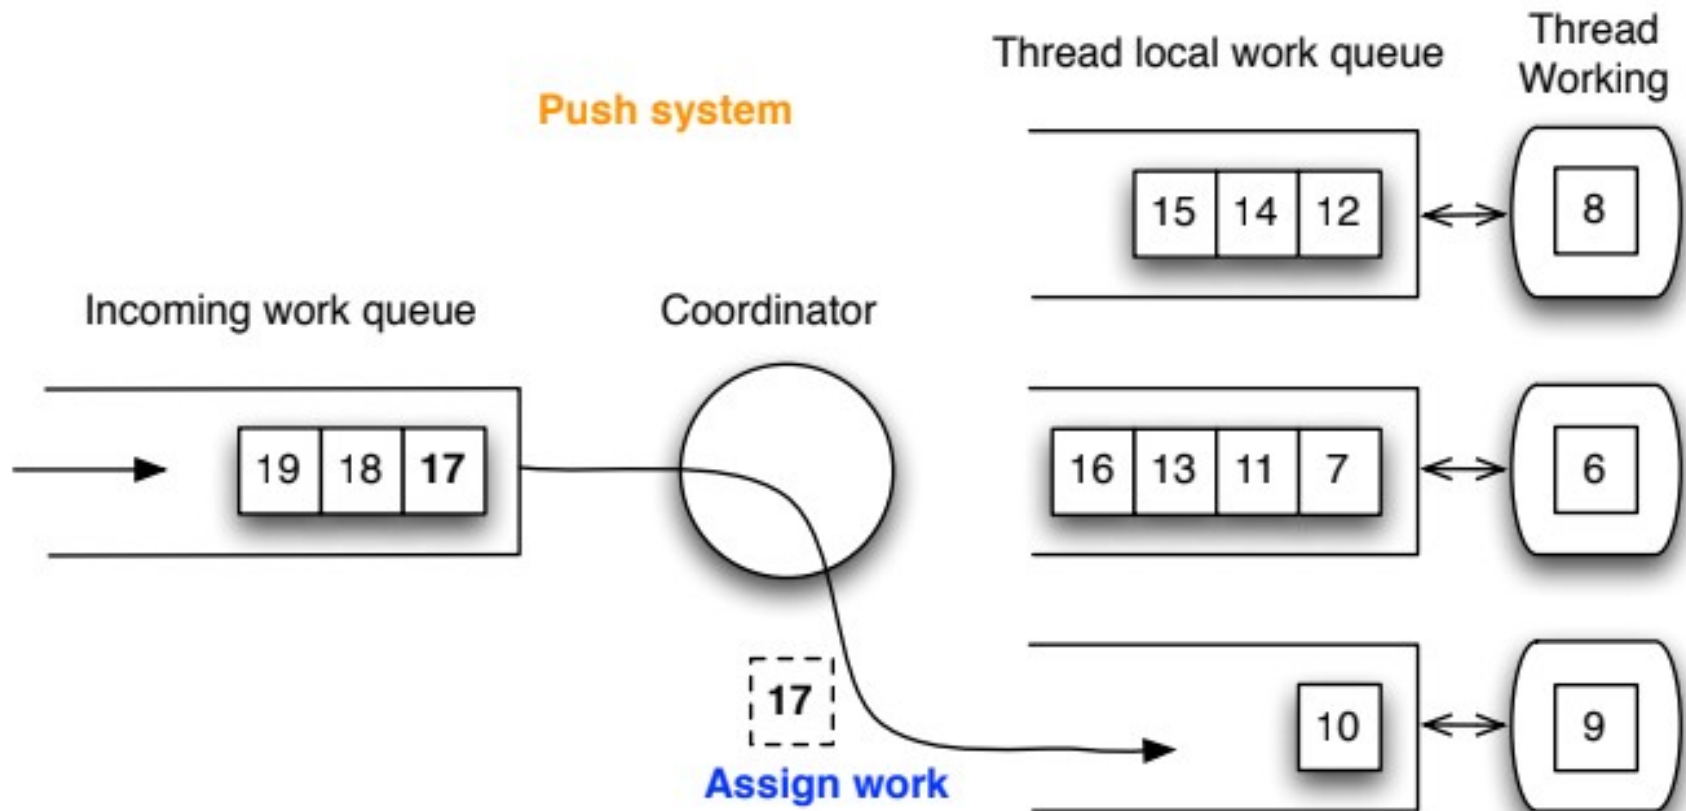 Thread local work queue
Thread
Working
Push system
15 14 12
8
Incoming work queue
Coordinator
19 18 17
16 13 11 7
6
17
Assign work
10
9